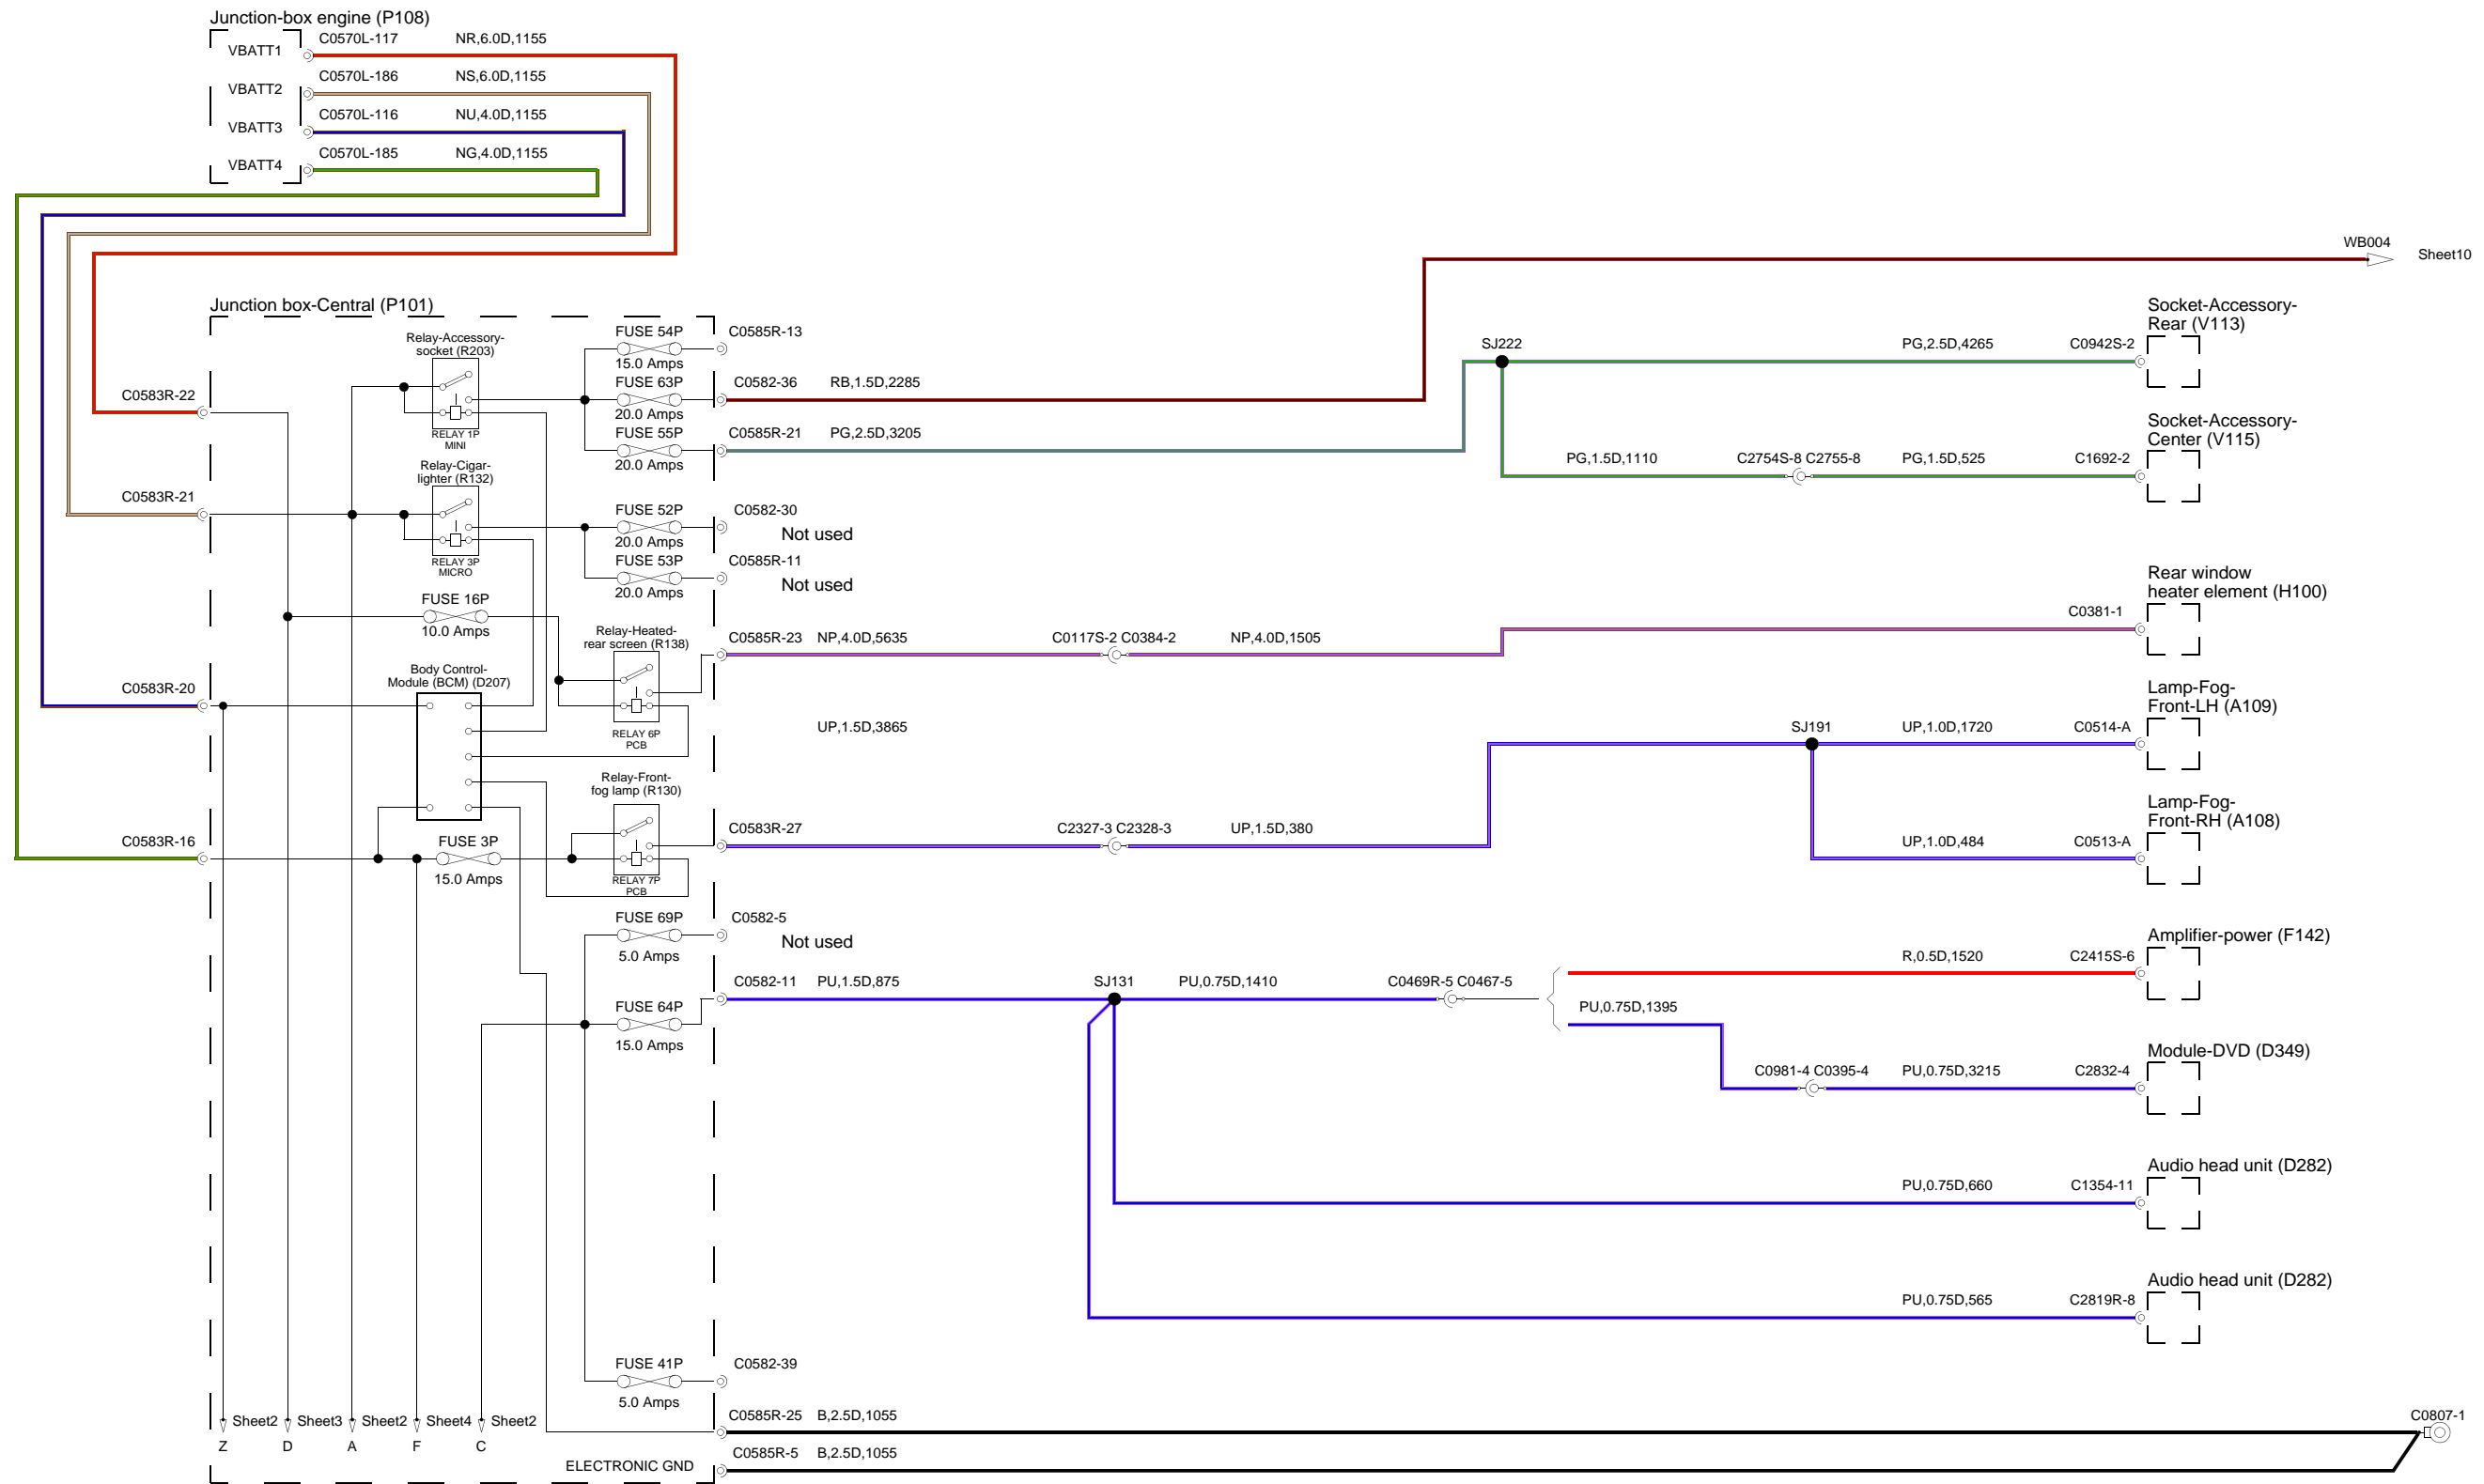 Junction-box engine (P108)
VBATT1
C0570L-117
NR,6.0D,1155
VBATT2
C0570L-186
NS,6.0D,1155
VBATT3
C0570L-116
NU,4.0D,1155
VBATT4
C0570L-185
NG,4.0D,1155
WB004
Sheet10
Junction box-Central (P101)
Relay-Accessory-
socket (R203)
RELAY 1P
MINI
FUSE 54P
15.0 Amps
C0585R-13
FUSE 63P
20.0 Amps
C0582-36
RB,1.5D,2285
FUSE 55P
20.0 Amps
C0585R-21
PG,2.5D,3205
SJ222
PG,2.5D,4265
C0942S-2
Socket-Accessory-
Rear (V113)
PG,1.5D,1110
C2754S-8 C2755-8
PG,1.5D,525
C1692-2
Socket-Accessory-
Center (V115)
C0583R-22
C0583R-21
Relay-Cigar-
lighter (R132)
RELAY 3P
MICRO
FUSE 52P
20.0 Amps
C0582-30
Not used
FUSE 53P
20.0 Amps
C0585R-11
Not used
FUSE 16P
10.0 Amps
Relay-Heated-
rear screen (R138)
RELAY 6P
PCB
C0585R-23
NP,4.0D,5635
C0117S-2 C0384-2
NP,4.0D,1505
C0381-1
Rear window
heater element (H100)
C0583R-20
Body Control-
Module (BCM) (D207)
UP,1.5D,3865
SJ191
UP,1.0D,1720
C0514-A
Lamp-Fog-
Front-LH (A109)
Relay-Front-
fog lamp (R130)
RELAY 7P
PCB
C0583R-27
C2327-3 C2328-3
UP,1.5D,380
UP,1.0D,484
C0513-A
Lamp-Fog-
Front-RH (A108)
C0583R-16
FUSE 3P
15.0 Amps
FUSE 69P
5.0 Amps
C0582-5
Not used
C0582-11
PU,1.5D,875
SJ131
PU,0.75D,1410
C0469R-5 C0467-5
R,0.5D,1520
C2415S-6
Amplifier-power (F142)
FUSE 64P
15.0 Amps
PU,0.75D,1395
C0981-4 C0395-4
PU,0.75D,3215
C2832-4
Module-DVD (D349)
PU,0.75D,660
C1354-11
Audio head unit (D282)
PU,0.75D,565
C2819R-8
Audio head unit (D282)
FUSE 41P
5.0 Amps
C0582-39
Sheet2
Sheet3
Sheet2
Sheet4
Sheet2
Z
D
A
F
C
C0585R-25
B,2.5D,1055
C0807-1
ELECTRONIC GND
C0585R-5
B,2.5D,1055